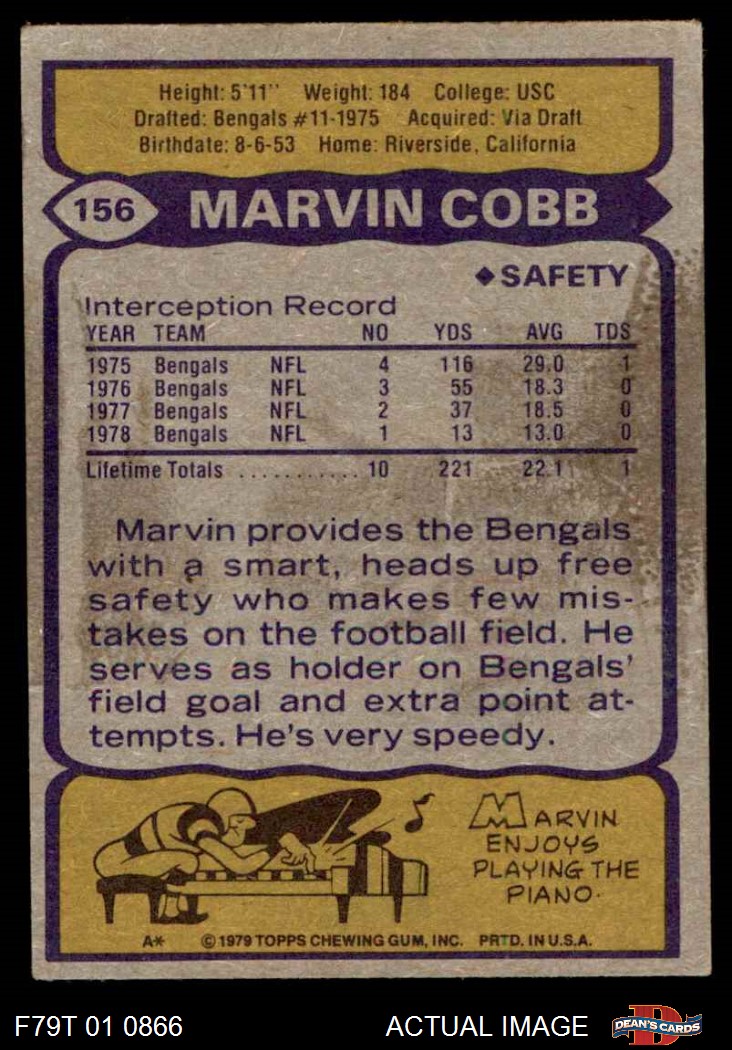 Height: 5'11" Weight: 184 College: USC
Drafted: Bengals #11-1975 Acquired: Via Draft
Birthdate: 8-6-53 Home: Riverside, California
156 MARVIN COBB
◆SAFETY
Interception Record
YEAR TEAM NO YDS AVG TDS
1975 Bengals NFL 4 116 29.0 1
1976 Bengals NFL 3 55 18.3 0
1977 Bengals NFL 2 37 18.5 0
1978 Bengals NFL 1 13 13.0 0
Lifetime Totals ............ 10 221 22.1 1
Marvin provides the Bengals
with a smart, heads up free
safety who makes few mis-
takes on the football field. He
serves as holder on Bengals'
field goal and extra point at-
tempts. He's very speedy.
MARVIN
ENJOYS
PLAYING THE
PIANO.
A* © 1979 TOPPS CHEWING GUM, INC. PRTD. IN U.S.A.
F79T 01 0866 ACTUAL IMAGE D DEAN'S CARDS